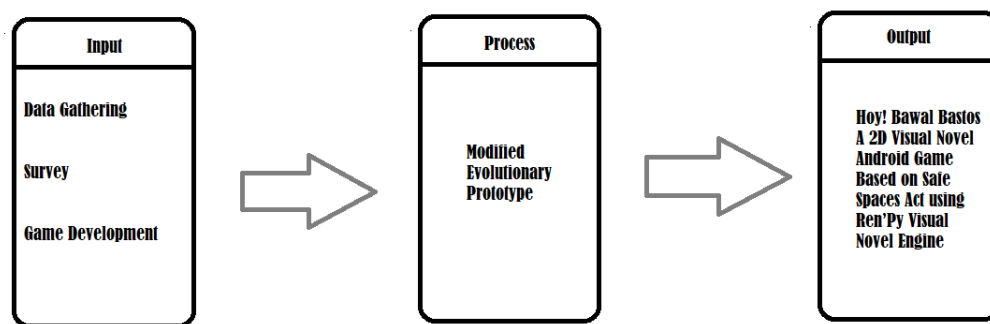 Input
Data Gathering
Survey
Game Development
Process
Modified
Evolutionary
Prototype
Output
Hoy! Bawal Bastos
A 2D Visual Novel
Android Game
Based on Safe
Spaces Act using
Ren'Py Visual
Novel Engine